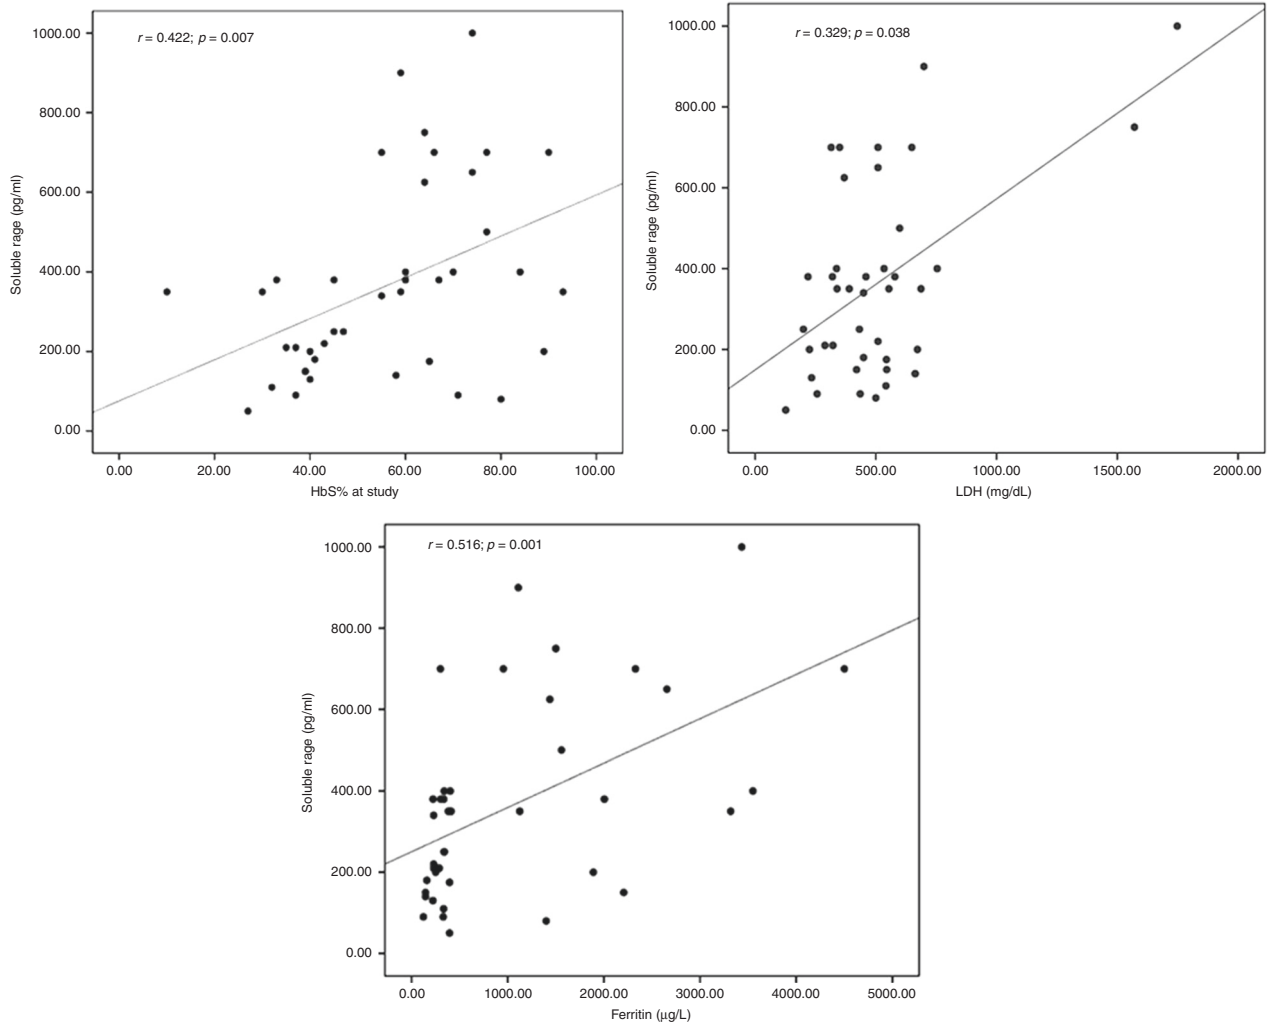 r = 0.422; p = 0.007
1000.00
800.00
600.00
400.00
200.00
0.00
Soluble rage (pg/ml)
0.00 20.00 40.00 60.00 80.00 100.00
HbS% at study
r = 0.329; p = 0.038
1000.00
800.00
600.00
400.00
200.00
0.00
Soluble rage (pg/ml)
0.00 500.00 1000.00 1500.00 2000.00
LDH (mg/dL)
r = 0.516; p = 0.001
1000.00
800.00
600.00
400.00
200.00
0.00
Soluble rage (pg/ml)
0.00 1000.00 2000.00 3000.00 4000.00 5000.00
Ferritin (μg/L)